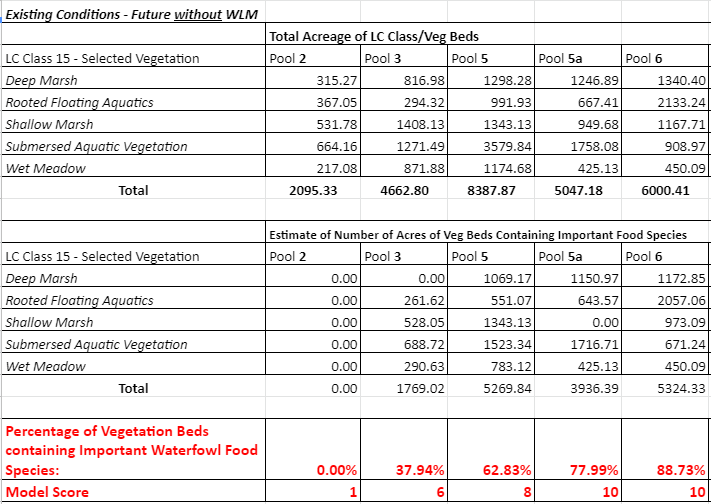 Existing Conditions - Future without WLM
Total Acreage of LC Class/Veg Beds
LC Class 15 - Selected Vegetation Pool 2 Pool 3 Pool 5 Pool 5a Pool 6
Deep Marsh 315.27 816.98 1298.28 1246.89 1340.40
Rooted Floating Aquatics 367.05 294.32 991.93 667.41 2133.24
Shallow Marsh 531.78 1408.13 1343.13 949.68 1167.71
Submersed Aquatic Vegetation 664.16 1271.49 3579.84 1758.08 908.97
Wet Meadow 217.08 871.88 1174.68 425.13 450.09
Total 2095.33 4662.80 8387.87 5047.18 6000.41
Estimate of Number of Acres of Veg Beds Containing Important Food Species
LC Class 15 - Selected Vegetation Pool 2 Pool 3 Pool 5 Pool 5a Pool 6
Deep Marsh 0.00 0.00 1069.17 1150.97 1172.85
Rooted Floating Aquatics 0.00 261.62 551.07 643.57 2057.06
Shallow Marsh 0.00 528.05 1343.13 0.00 973.09
Submersed Aquatic Vegetation 0.00 688.72 1523.34 1716.71 671.24
Wet Meadow 0.00 290.63 783.12 425.13 450.09
Total 0.00 1769.02 5269.84 3936.39 5324.33
Percentage of Vegetation Beds
containing Important Waterfowl Food
Species: 0.00% 37.94% 62.83% 77.99% 88.73%
Model Score 1 6 8 10 10